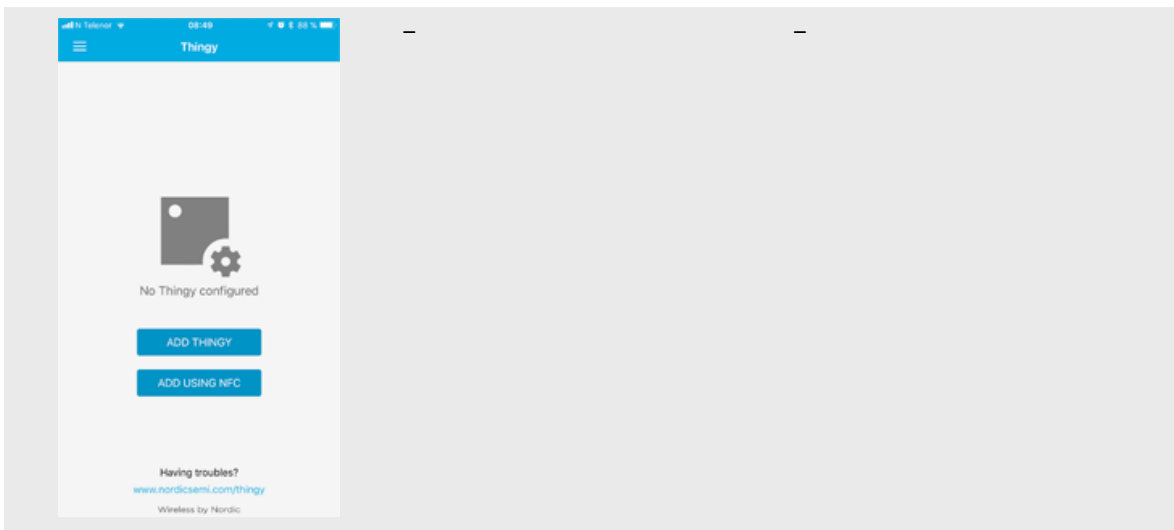 N Telenor 08:49 88 %
Thingy
No Thingy configured
ADD THINGY
ADD USING NFC
Having troubles?
www.nordicsemi.com/thingy
Wireless by Nordic
–
–